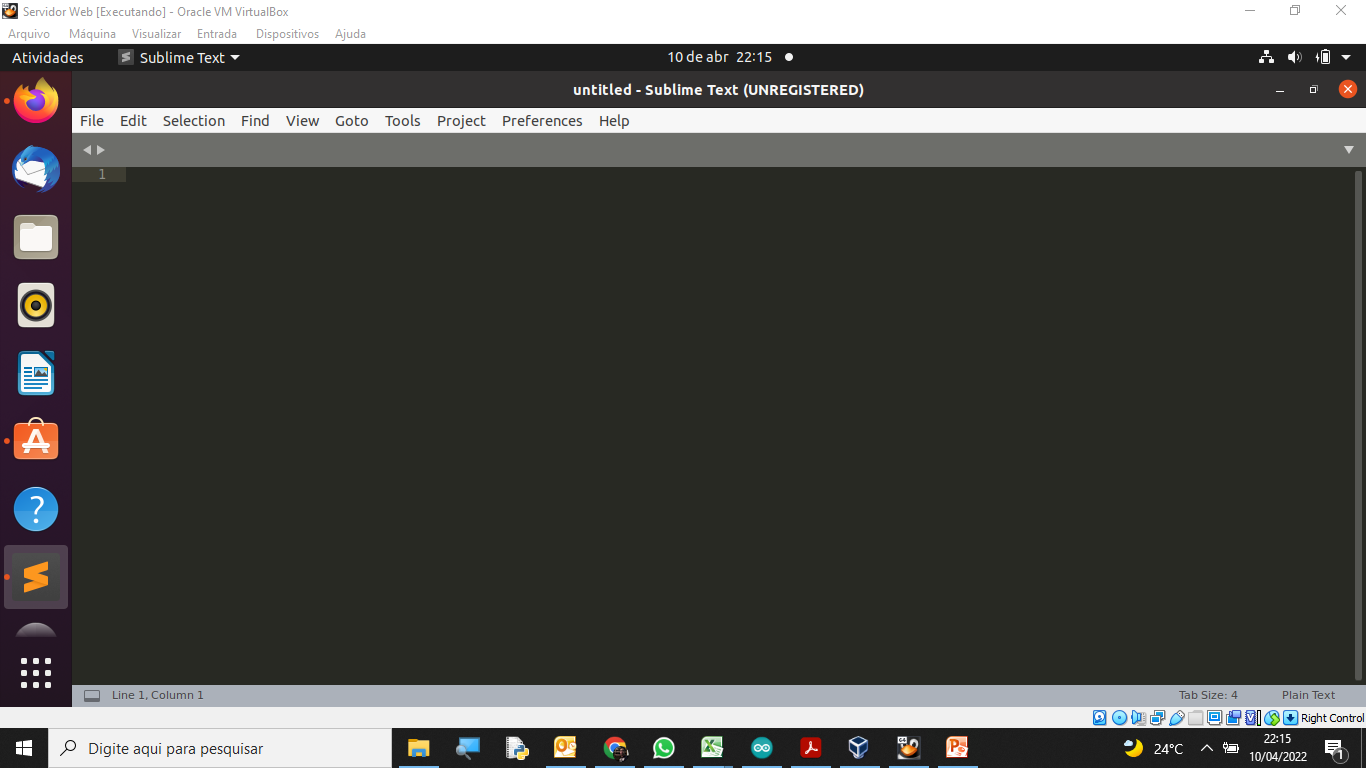 Servidor Web [Executando] - Oracle VM VirtualBox
Arquivo Máquina Visualizar Entrada Dispositivos Ajuda
Atividades Sublime Text 10 de abr 22:15
untitled - Sublime Text (UNREGISTERED)
File Edit Selection Find View Goto Tools Project Preferences Help
1
Line 1, Column 1 Tab Size: 4 Plain Text
Right Control
Digite aqui para pesquisar
24°C
22:15
10/04/2022
1